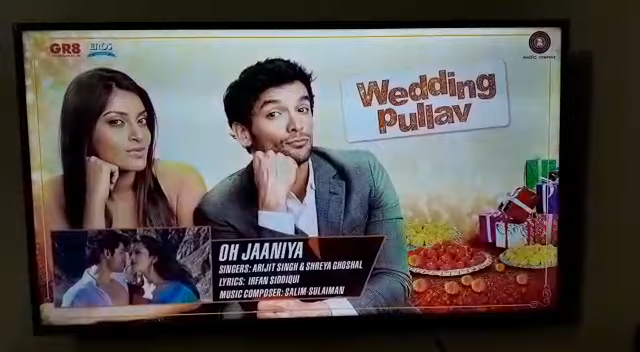 GR8
EROS
Wedding
pullav
OH JAANIYA
SINGERS: ARIJIT SINGH & SHREYA GHOSHAL
LYRICS: IRFAN SIDDIQUI
MUSIC COMPOSER: SALIM-SULAIMAN